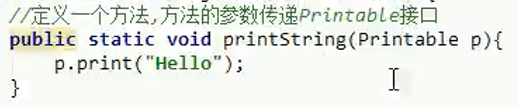 //定义一个方法,方法的参数传递Printable接口
public static void printString(Printable p){
    p.print("Hello");
}